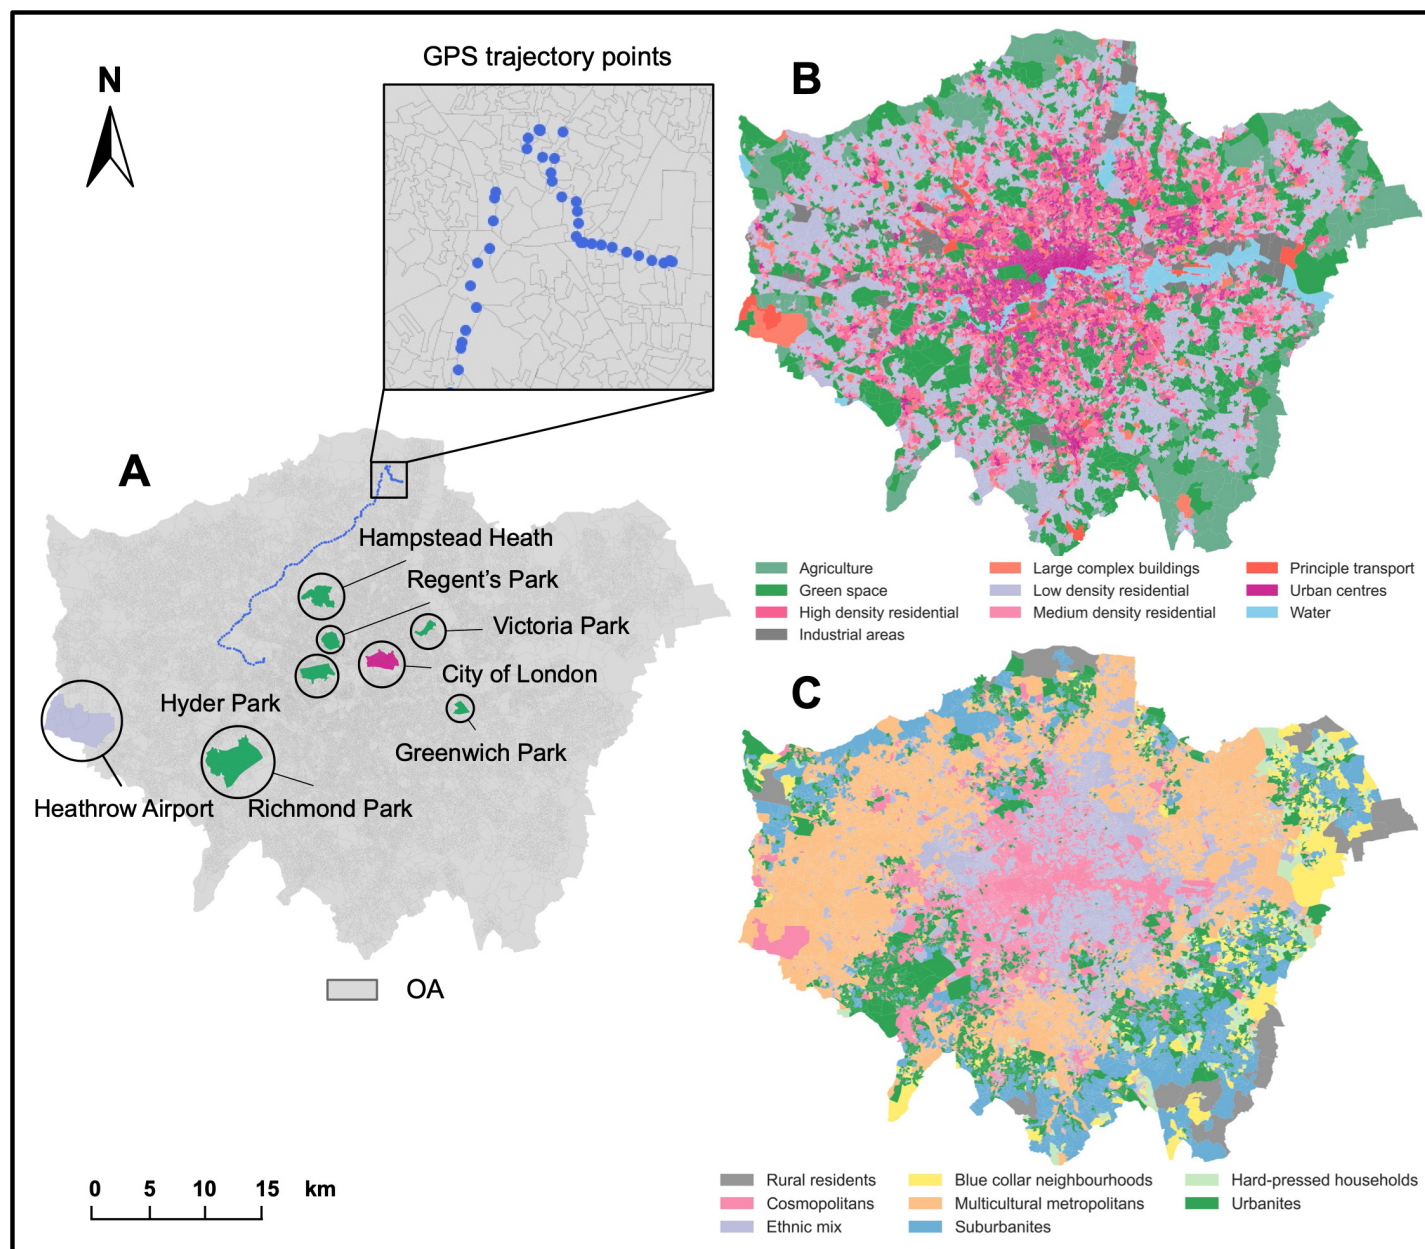 GPS trajectory points
N
B
A
Hampstead Heath
Regent's Park
Victoria Park
City of London
Hyder Park
Greenwich Park
Heathrow Airport
Richmond Park
OA
0 5 10 15 km
Agriculture
Green space
High density residential
Industrial areas
Large complex buildings
Low density residential
Medium density residential
Principle transport
Urban centres
Water
C
Rural residents
Cosmopolitans
Ethnic mix
Blue collar neighbourhoods
Multicultural metropolitans
Suburbanites
Hard-pressed households
Urbanites